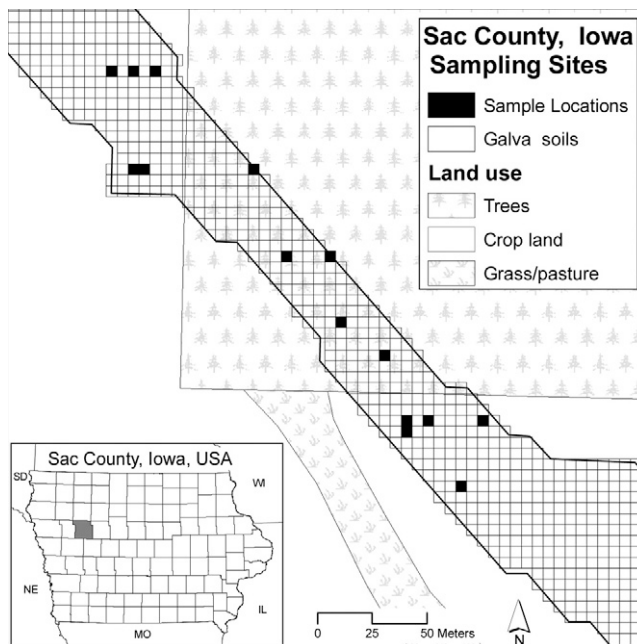 Sac County, Iowa
Sampling Sites
Sample Locations
Galva soils
Land use
Trees
Crop land
Grass/pasture
Sac County, Iowa, USA
SD
WI
NE
IL
MO
0 25 50 Meters
N